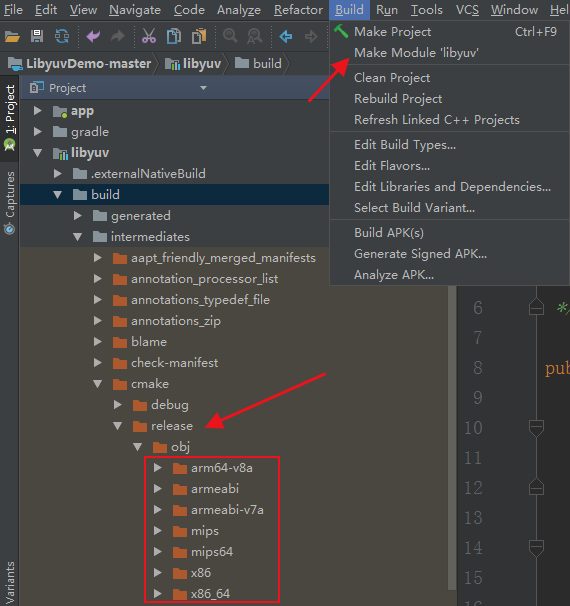 File Edit View Navigate Code Analyze Refactor Build Run Tools VCS Window
LibyuvDemo-master libyuv build
Make Project Ctrl+F9
Make Module 'libyuv'
Clean Project
Rebuild Project
Refresh Linked C++ Projects
Edit Build Types...
Edit Flavors...
Edit Libraries and Dependencies...
Select Build Variant...
Build APK(s)
Generate Signed APK...
Analyze APK...
1: Project
Captures
Variants
Project
app
gradle
libyuv
.externalNativeBuild
build
generated
intermediates
aapt_friendly_merged_manifests
annotation_processor_list
annotations_typedef_file
annotations_zip
blame
check-manifest
cmake
debug
release
obj
arm64-v8a
armeabi
armeabi-v7a
mips
mips64
x86
x86_64
6 */
7
8 pub
9
10
11
12
13
14
15